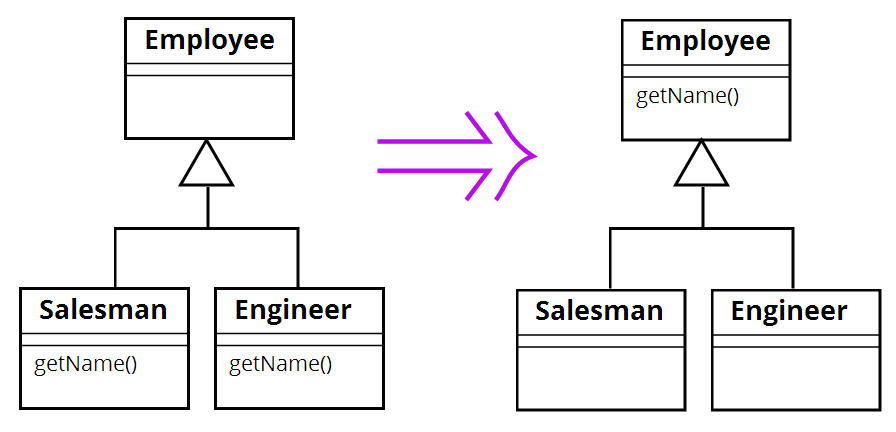 Employee
Salesman
getName()
Engineer
getName()
Employee
getName()
Salesman
Engineer